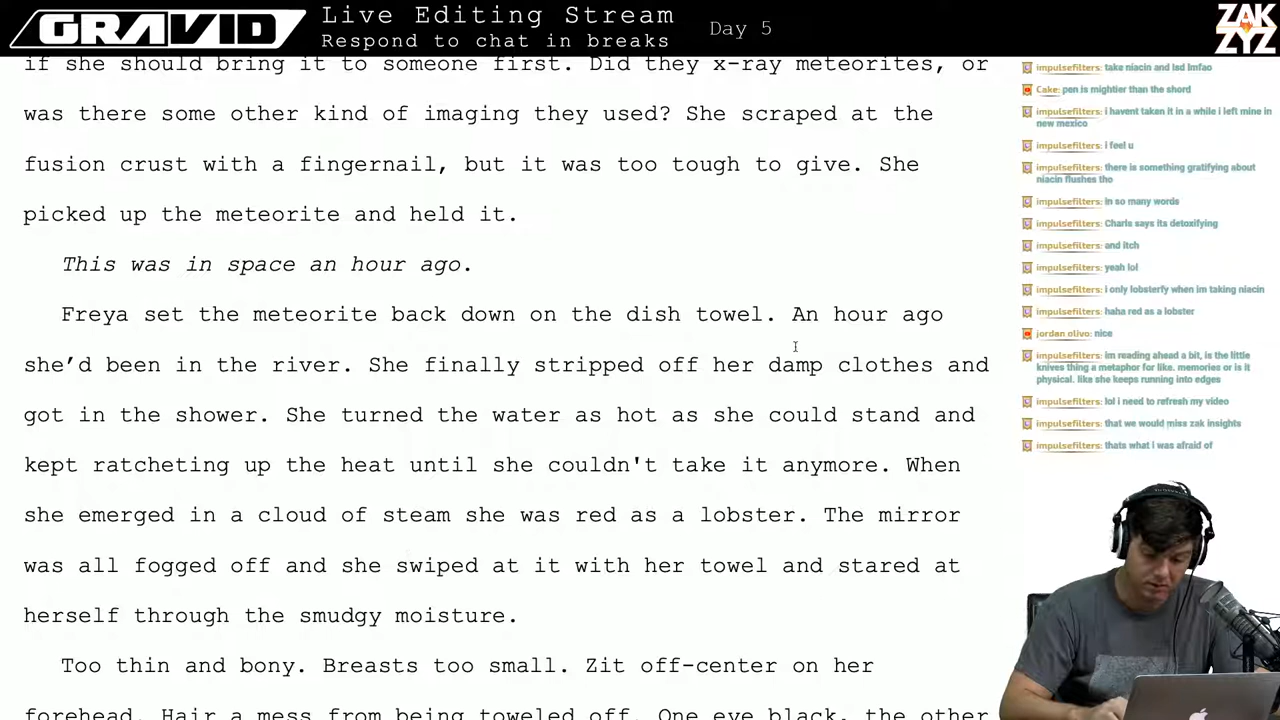 GRAVID
Live Editing Stream
Respond to chat in breaks
Day 5
ZAK
ZYZ
if she should bring it to someone first. Did they x-ray meteorites, or
was there some other kind of imaging they used? She scraped at the
fusion crust with a fingernail, but it was too tough to give. She
picked up the meteorite and held it.
This was in space an hour ago.
Freya set the meteorite back down on the dish towel. An hour ago
she’d been in the river. She finally stripped off her damp clothes and
got in the shower. She turned the water as hot as she could stand and
kept ratcheting up the heat until she couldn't take it anymore. When
she emerged in a cloud of steam she was red as a lobster. The mirror
was all fogged off and she swiped at it with her towel and stared at
herself through the smudgy moisture.
Too thin and bony. Breasts too small. Zit off-center on her
forehead. Hair a mess from being toweled off. One eye black, the other
impulsefilters: take niacin and lsd lmfao
Cake: pen is mightier than the shord
impulsefilters: i havent taken it in a while i left mine in
new mexico
impulsefilters: i feel u
impulsefilters: there is something gratifying about
niacin flushes tho
impulsefilters: in so many words
impulsefilters: Charls says its detoxifying
impulsefilters: and itch
impulsefilters: yeah lol
impulsefilters: i only lobsterfy when im taking niacin
impulsefilters: haha red as a lobster
jordan olivo: nice
impulsefilters: im reading ahead a bit, is the little
knives thing a metaphor for like. memories or is it
physical. like she keeps running into edges
impulsefilters: lol i need to refresh my video
impulsefilters: that we would miss zak insights
impulsefilters: thats what i was afraid of